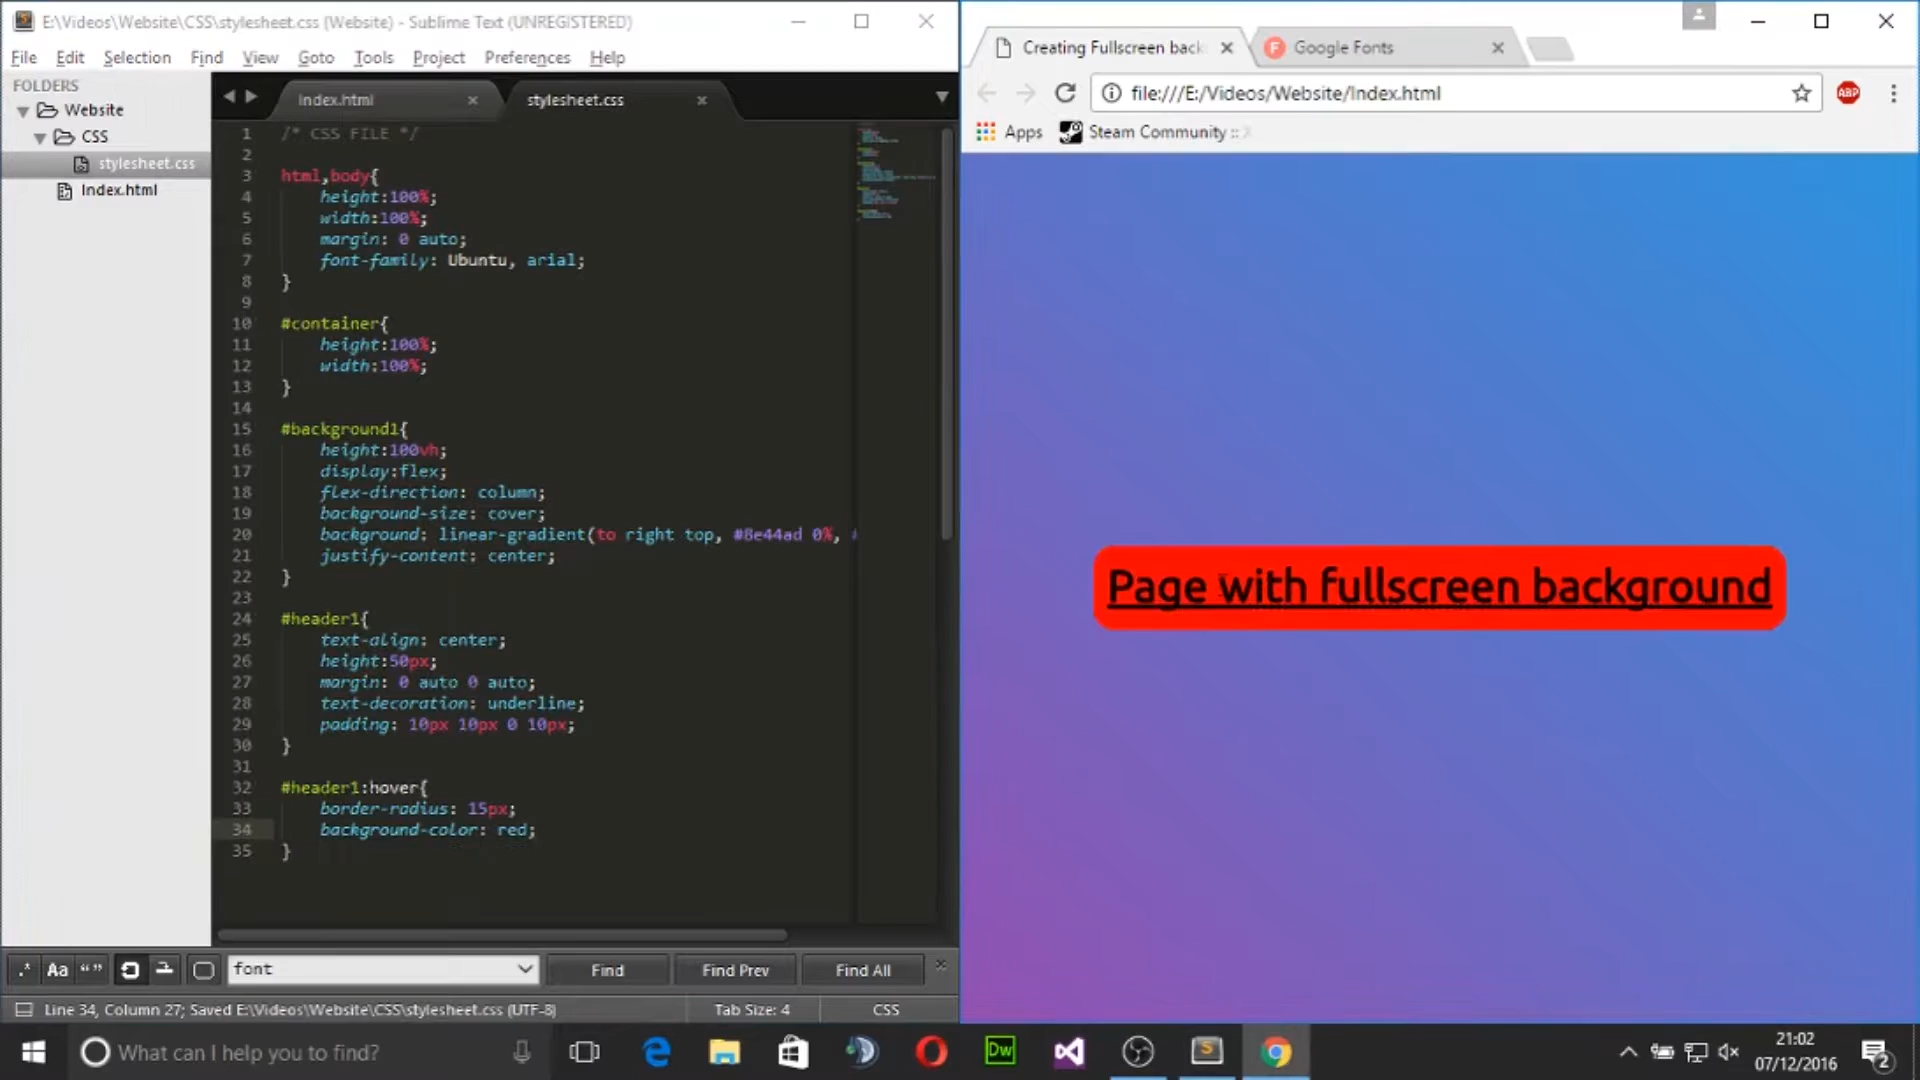 E:\Videos\Website\CSS\stylesheet.css (Website) - Sublime Text (UNREGISTERED)
File Edit Selection Find View Goto Tools Project Preferences Help
FOLDERS
Website
CSS
stylesheet.css
Index.html
Index.html
stylesheet.css
1 /* CSS FILE */
2
3 html,body{
4 height:100%;
5 width:100%;
6 margin: 0 auto;
7 font-family: Ubuntu, arial;
8 }
9
10 #container{
11 height:100%;
12 width:100%;
13 }
14
15 #background1{
16 height:100vh;
17 display:flex;
18 flex-direction: column;
19 background-size: cover;
20 background: linear-gradient(to right top, #8e44ad 0%, #
21 justify-content: center;
22 }
23
24 #header1{
25 text-align: center;
26 height:50px;
27 margin: 0 auto 0 auto;
28 text-decoration: underline;
29 padding: 10px 10px 0 10px;
30 }
31
32 #header1:hover{
33 border-radius: 15px;
34 background-color: red;
35 }
.* Aa “” font Find Find Prev Find All
Line 34, Column 27; Saved E:\Videos\Website\CSS\stylesheet.css (UTF-8) Tab Size: 4 CSS
Creating Fullscreen back
Google Fonts
file:///E:/Videos/Website/Index.html
ABP
Apps Steam Community ::
Page with fullscreen background
What can I help you to find?
Dw
21:02
07/12/2016
2